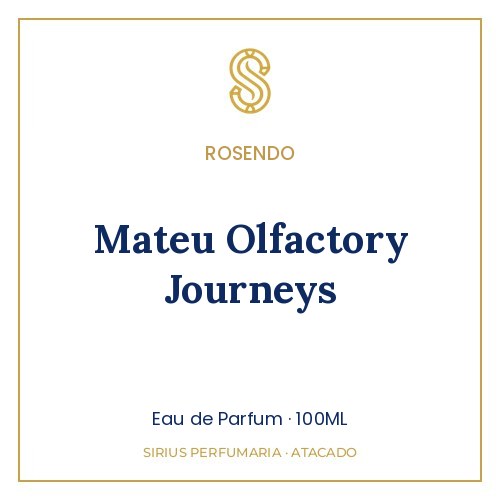 ROSENDO
Mateu Olfactory
Journeys
Eau de Parfum · 100ML
SIRIUS PERFUMARIA · ATACADO